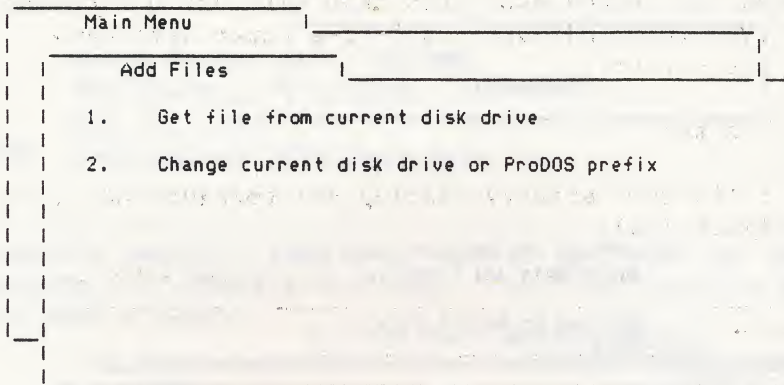 Main Menu
Add Files
1. Get file from current disk drive
2. Change current disk drive or ProDOS prefix